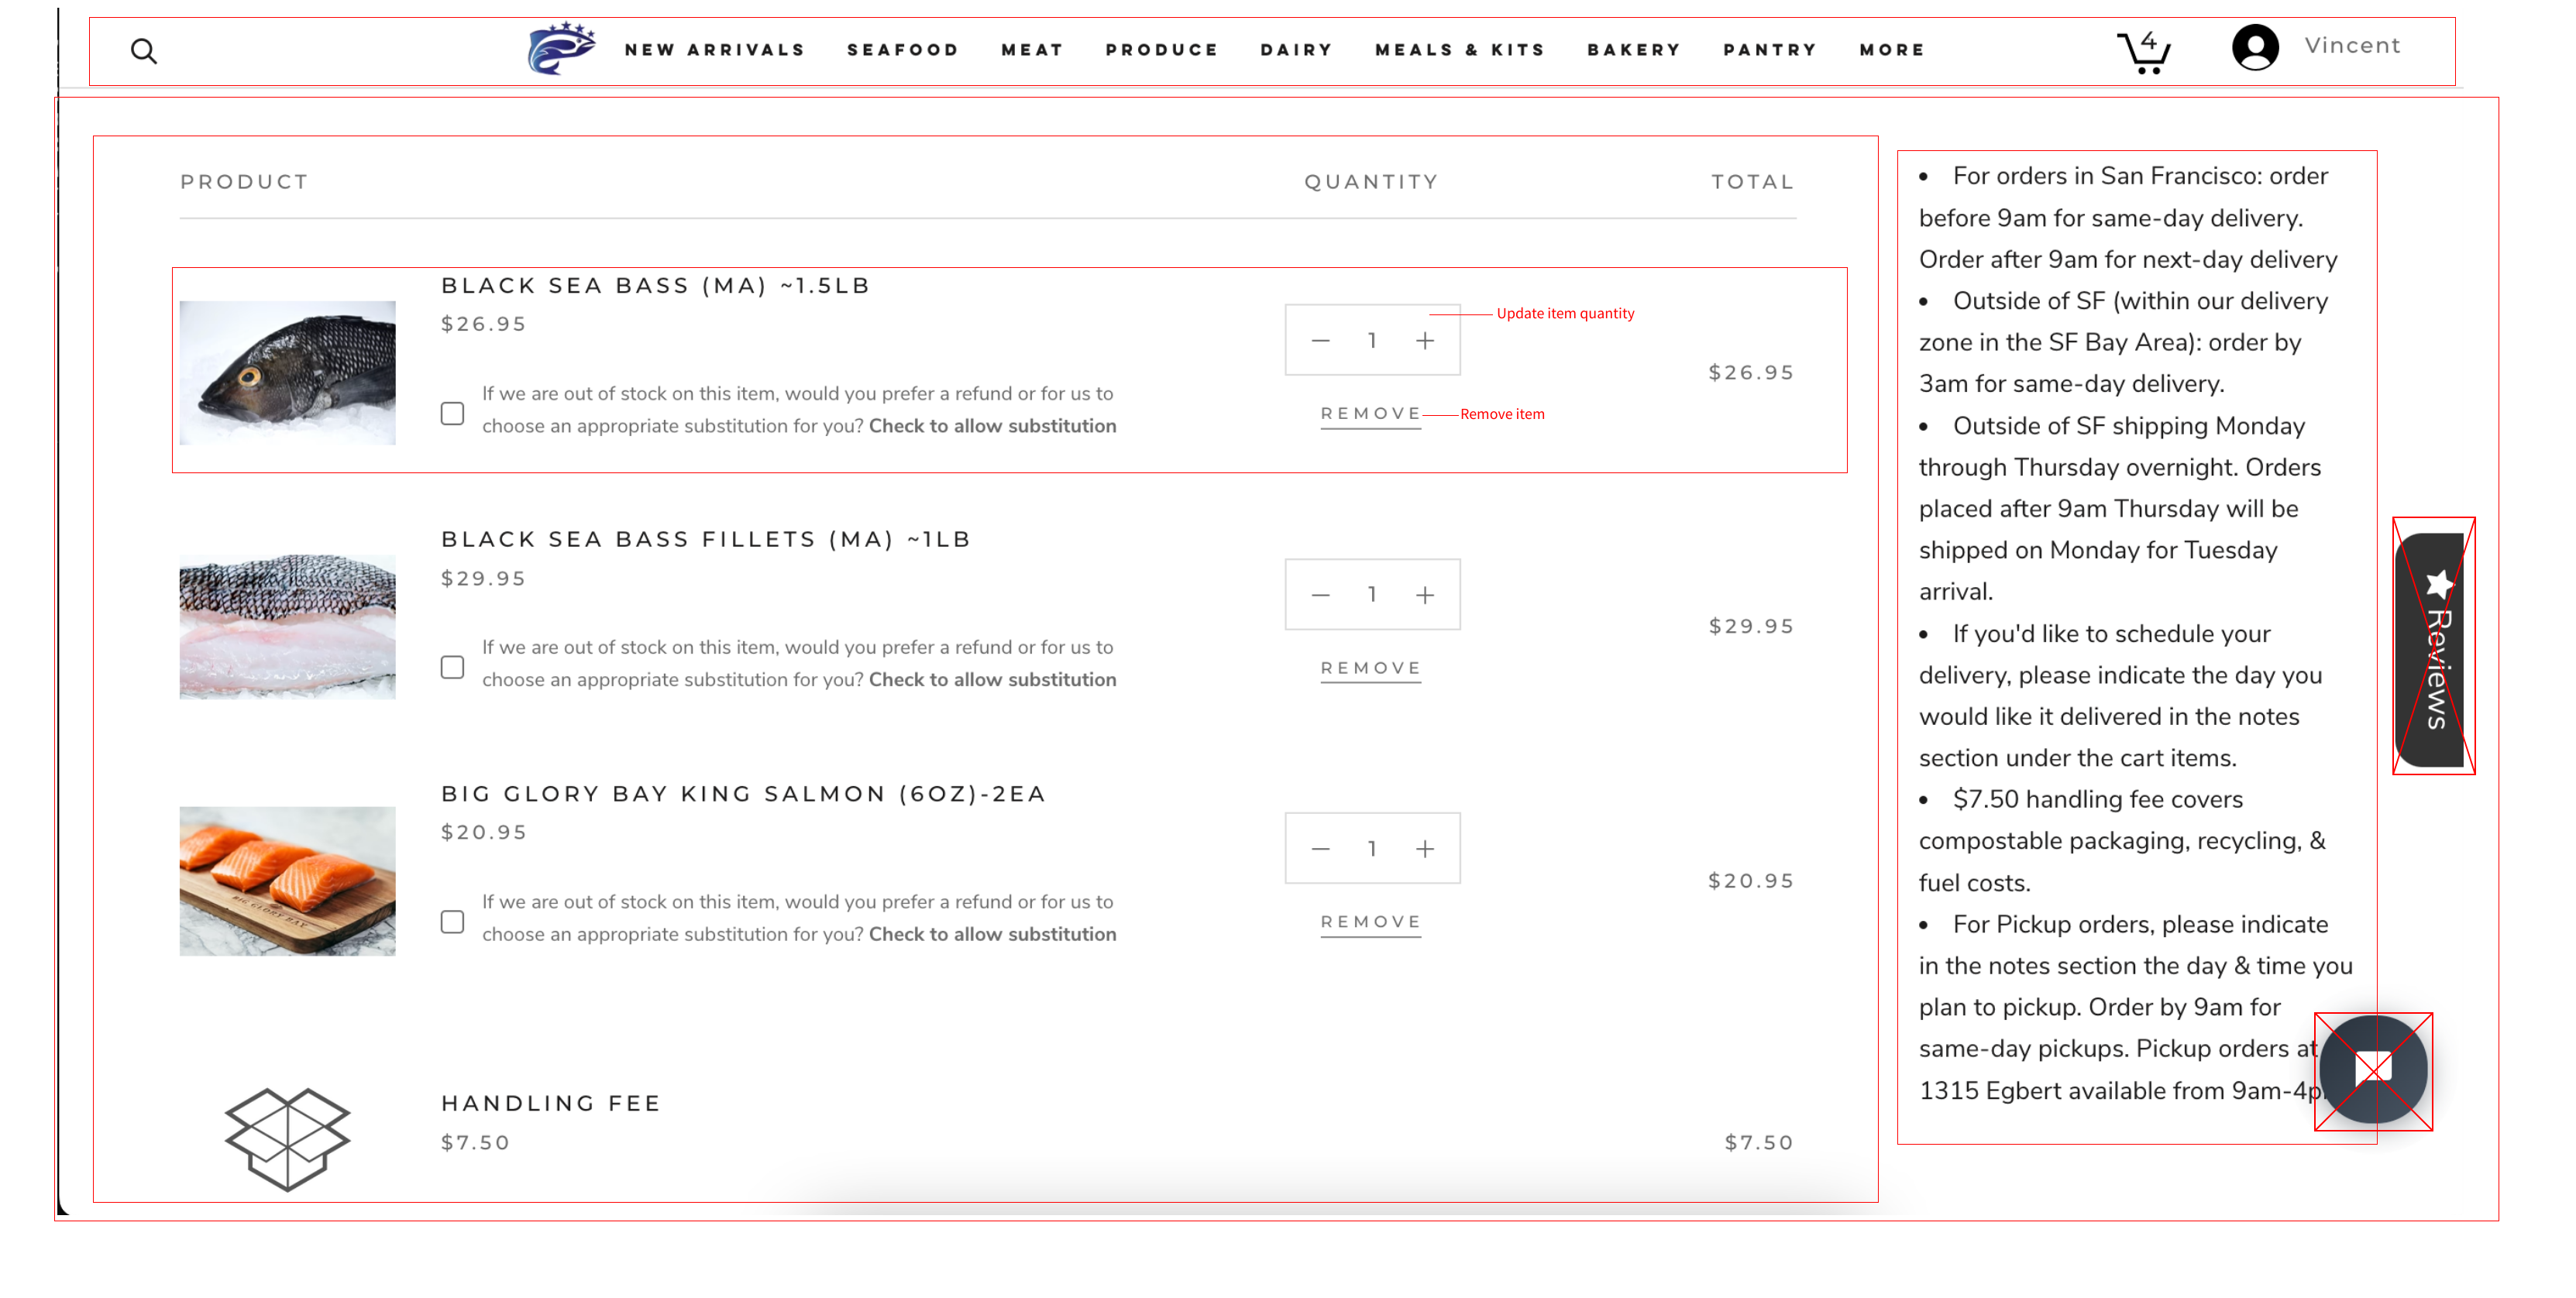 NEW ARRIVALS SEAFOOD MEAT PRODUCE DAIRY MEALS & KITS BAKERY PANTRY MORE 4 Vincent
PRODUCT QUANTITY TOTAL
BLACK SEA BASS (MA) ~1.5LB
$26.95
If we are out of stock on this item, would you prefer a refund or for us to
choose an appropriate substitution for you? Check to allow substitution
− 1 +
Update item quantity
REMOVE
Remove item
$26.95
BLACK SEA BASS FILLETS (MA) ~1LB
$29.95
If we are out of stock on this item, would you prefer a refund or for us to
choose an appropriate substitution for you? Check to allow substitution
− 1 +
REMOVE
$29.95
BIG GLORY BAY KING SALMON (6OZ)-2EA
$20.95
If we are out of stock on this item, would you prefer a refund or for us to
choose an appropriate substitution for you? Check to allow substitution
− 1 +
REMOVE
$20.95
BIG GLORY BAY
HANDLING FEE
$7.50
$7.50
• For orders in San Francisco: order
before 9am for same-day delivery.
Order after 9am for next-day delivery
• Outside of SF (within our delivery
zone in the SF Bay Area): order by
3am for same-day delivery.
• Outside of SF shipping Monday
through Thursday overnight. Orders
placed after 9am Thursday will be
shipped on Monday for Tuesday
arrival.
• If you'd like to schedule your
delivery, please indicate the day you
would like it delivered in the notes
section under the cart items.
• $7.50 handling fee covers
compostable packaging, recycling, &
fuel costs.
• For Pickup orders, please indicate
in the notes section the day & time you
plan to pickup. Order by 9am for
same-day pickups. Pickup orders at
1315 Egbert available from 9am-4p
Reviews